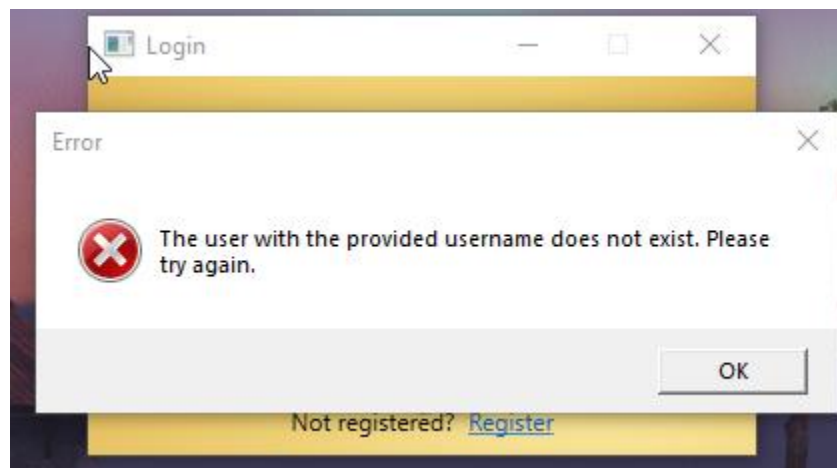 Login
Error
The user with the provided username does not exist. Please
try again.
OK
Not registered? Register